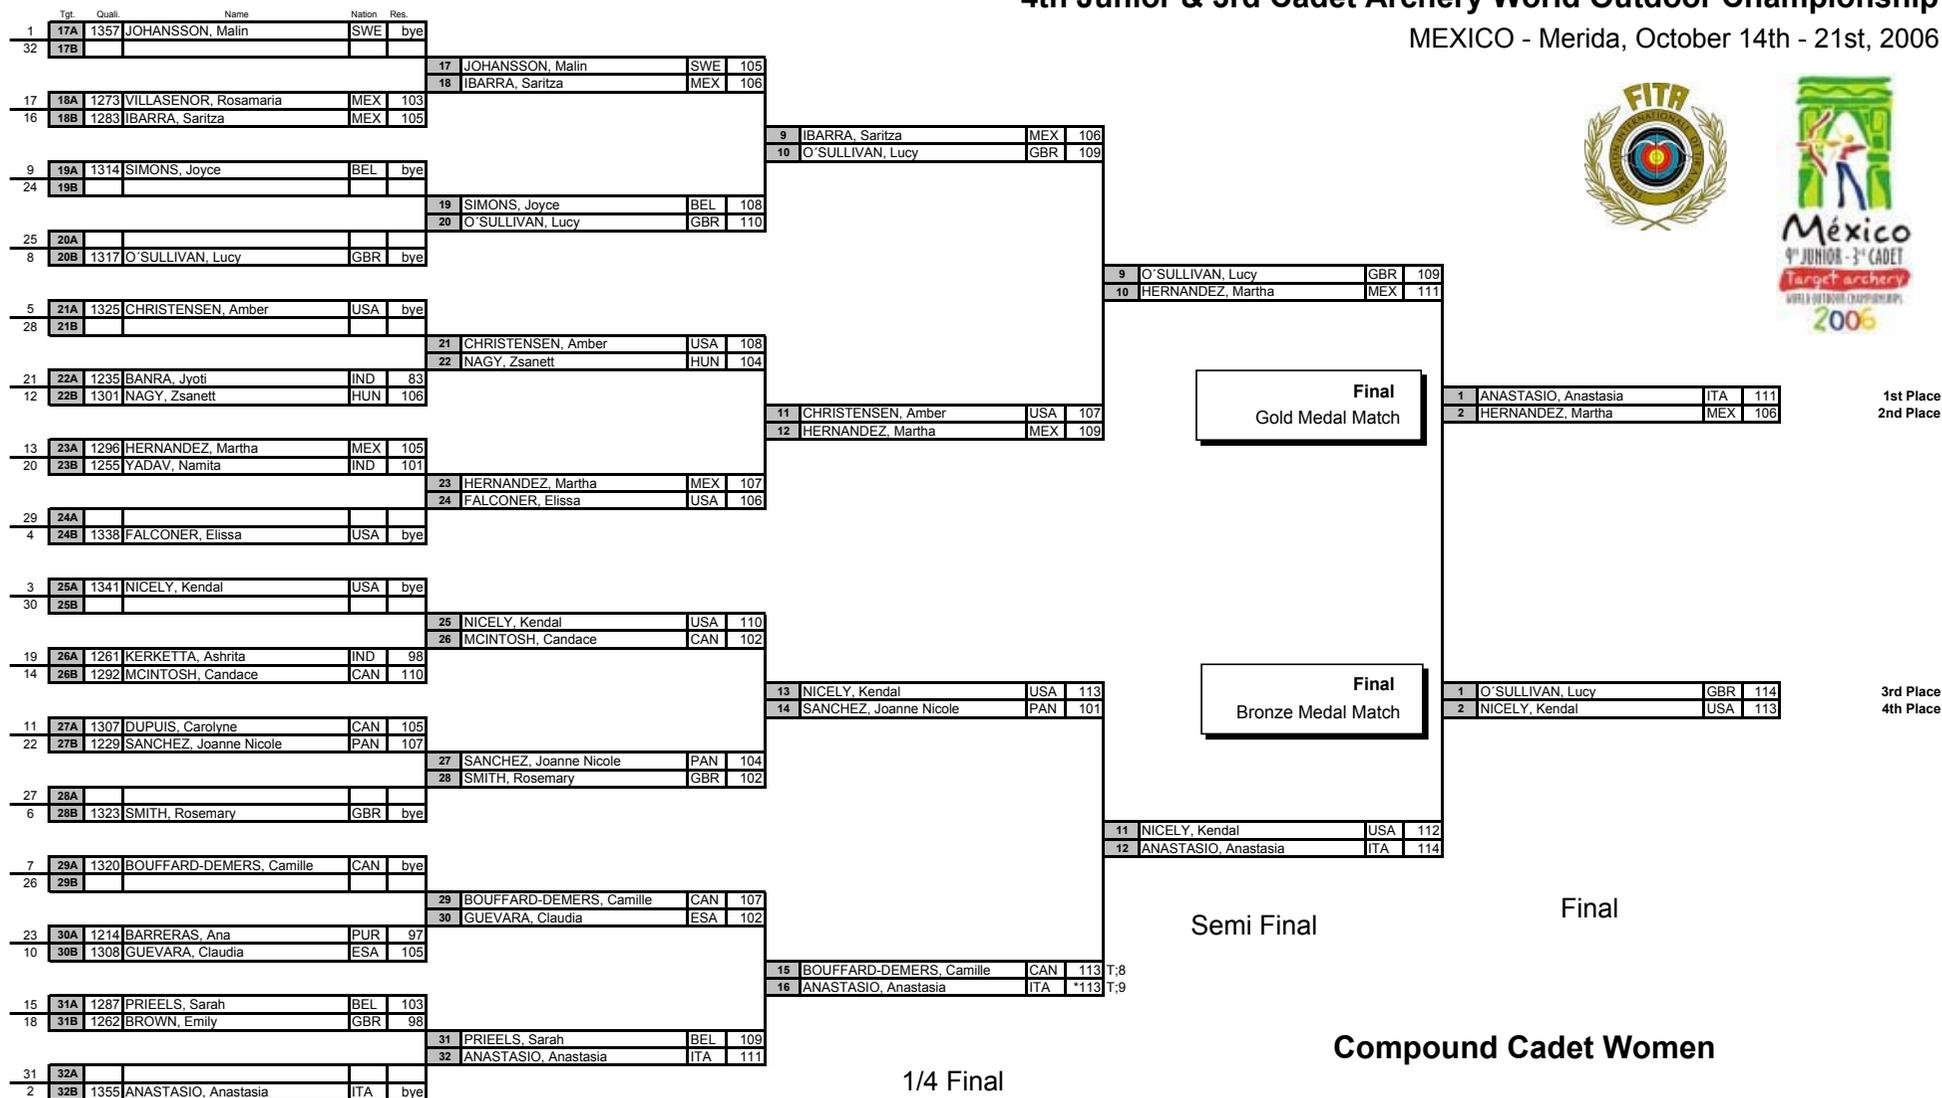 4th Junior & 3rd Cadet Archery World Outdoor Championship
MEXICO - Merida, October 14th - 21st, 2006
FITA
México
9th JUNIOR - 3rd CADET
Target archery
WORLD OUTDOOR CHAMPIONSHIPS
2006
Tgt. Quali. Name Nation Res.
1 17A 1357 JOHANSSON, Malin SWE bye
32 17B
17 JOHANSSON, Malin SWE 105
18 IBARRA, Saritza MEX 106
17 18A 1273 VILLASENOR, Rosamaria MEX 103
16 18B 1283 IBARRA, Saritza MEX 105
9 IBARRA, Saritza MEX 106
10 O´SULLIVAN, Lucy GBR 109
9 19A 1314 SIMONS, Joyce BEL bye
24 19B
19 SIMONS, Joyce BEL 108
20 O´SULLIVAN, Lucy GBR 110
25 20A
8 20B 1317 O´SULLIVAN, Lucy GBR bye
9 O´SULLIVAN, Lucy GBR 109
10 HERNANDEZ, Martha MEX 111
5 21A 1325 CHRISTENSEN, Amber USA bye
28 21B
21 CHRISTENSEN, Amber USA 108
22 NAGY, Zsanett HUN 104
21 22A 1235 BANRA, Jyoti IND 83
12 22B 1301 NAGY, Zsanett HUN 106
Final
Gold Medal Match
1 ANASTASIO, Anastasia ITA 111 1st Place
2 HERNANDEZ, Martha MEX 106 2nd Place
11 CHRISTENSEN, Amber USA 107
12 HERNANDEZ, Martha MEX 109
13 23A 1296 HERNANDEZ, Martha MEX 105
20 23B 1255 YADAV, Namita IND 101
23 HERNANDEZ, Martha MEX 107
24 FALCONER, Elissa USA 106
29 24A
4 24B 1338 FALCONER, Elissa USA bye
3 25A 1341 NICELY, Kendal USA bye
30 25B
25 NICELY, Kendal USA 110
26 MCINTOSH, Candace CAN 102
19 26A 1261 KERKETTA, Ashrita IND 98
14 26B 1292 MCINTOSH, Candace CAN 110
13 NICELY, Kendal USA 113
14 SANCHEZ, Joanne Nicole PAN 101
Final
Bronze Medal Match
1 O´SULLIVAN, Lucy GBR 114 3rd Place
2 NICELY, Kendal USA 113 4th Place
11 27A 1307 DUPUIS, Carolyne CAN 105
22 27B 1229 SANCHEZ, Joanne Nicole PAN 107
27 SANCHEZ, Joanne Nicole PAN 104
28 SMITH, Rosemary GBR 102
27 28A
6 28B 1323 SMITH, Rosemary GBR bye
11 NICELY, Kendal USA 112
12 ANASTASIO, Anastasia ITA 114
7 29A 1320 BOUFFARD-DEMERS, Camille CAN bye
26 29B
29 BOUFFARD-DEMERS, Camille CAN 107
30 GUEVARA, Claudia ESA 102
23 30A 1214 BARRERAS, Ana PUR 97
10 30B 1308 GUEVARA, Claudia ESA 105
Semi Final
Final
15 BOUFFARD-DEMERS, Camille CAN 113 T;8
16 ANASTASIO, Anastasia ITA *113 T;9
15 31A 1287 PRIEELS, Sarah BEL 103
18 31B 1262 BROWN, Emily GBR 98
31 PRIEELS, Sarah BEL 109
32 ANASTASIO, Anastasia ITA 111
31 32A
2 32B 1355 ANASTASIO, Anastasia ITA bye
1/4 Final
Compound Cadet Women